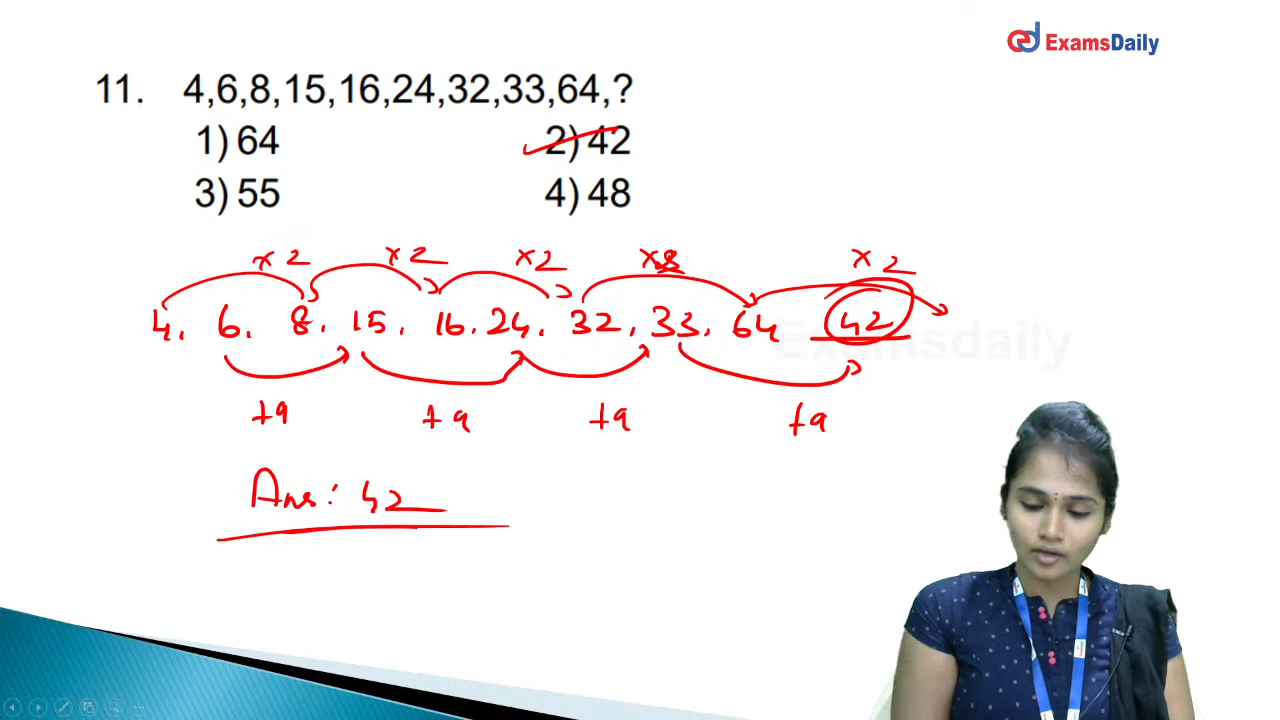 ExamsDaily
11. 4,6,8,15,16,24,32,33,64,?
1) 64 2) 42
3) 55 4) 48
×2 ×2 ×2 ×2
4. 6. 8. 15. 16. 24. 32. 33. 64 42
+9 +9 +9 +9
Ans: 42
Examsdaily